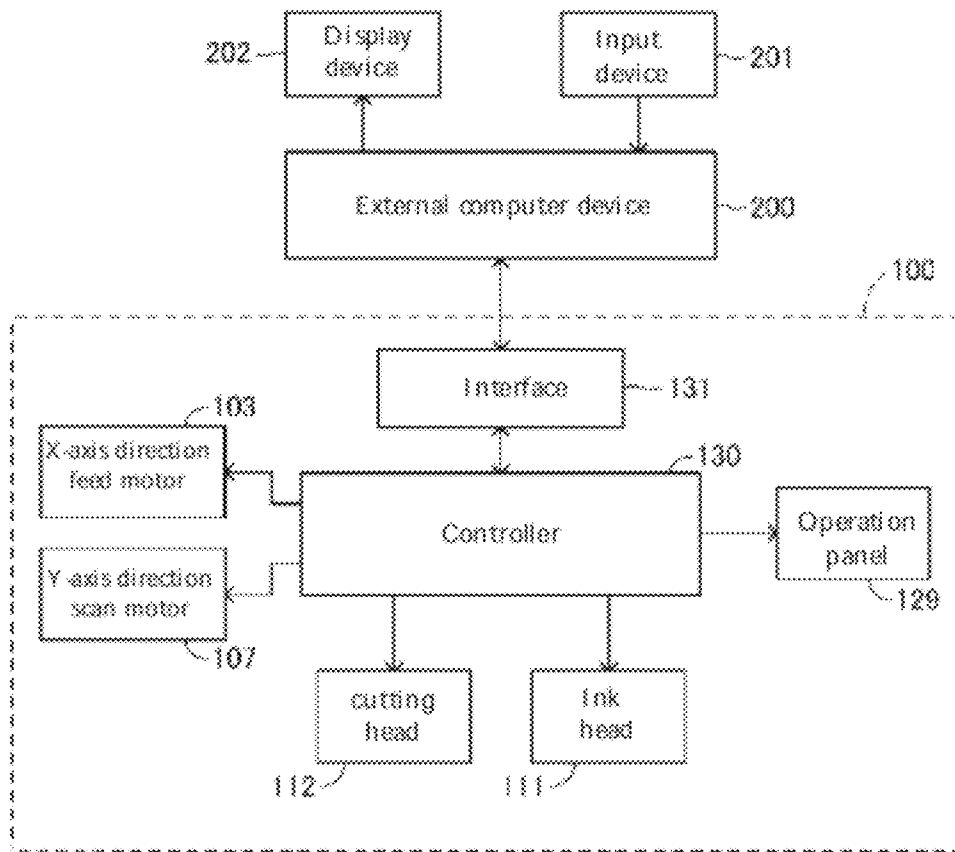 202
Display
device
Input
device
201
External computer device
200
100
Interface
131
103
X-axis direction
feed motor
130
Controller
Operation
panel
129
Y-axis direction
scan motor
107
cutting
head
112
Ink
head
111